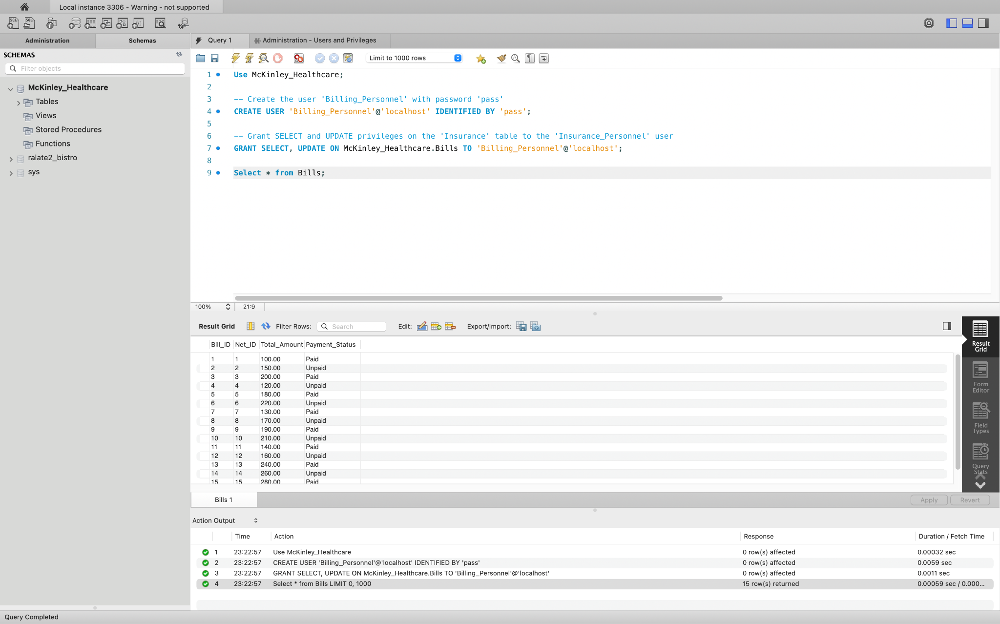 Local instance 3306 - Warning - not supported
Administration
Schemas
Query 1
Administration - Users and Privileges
SCHEMAS
Filter objects
McKinley_Healthcare
Tables
Views
Stored Procedures
Functions
ralate2_bistro
sys
Limit to 1000 rows
1 Use McKinley_Healthcare;
2
3 -- Create the user 'Billing_Personnel' with password 'pass'
4 CREATE USER 'Billing_Personnel'@'localhost' IDENTIFIED BY 'pass';
5
6 -- Grant SELECT and UPDATE privileges on the 'Insurance' table to the 'Insurance_Personnel' user
7 GRANT SELECT, UPDATE ON McKinley_Healthcare.Bills TO 'Billing_Personnel'@'localhost';
8
9 Select * from Bills;
100% 21:9
Result Grid Filter Rows: Search Edit: Export/Import:
Bill_ID Net_ID Total_Amount Payment_Status
1 1 100.00 Paid
2 2 150.00 Unpaid
3 3 200.00 Paid
4 4 120.00 Unpaid
5 5 180.00 Paid
6 6 220.00 Unpaid
7 7 130.00 Paid
8 8 170.00 Unpaid
9 9 190.00 Paid
10 10 210.00 Unpaid
11 11 140.00 Paid
12 12 160.00 Unpaid
13 13 240.00 Paid
14 14 260.00 Unpaid
15 15 280.00 Paid
Result
Grid
Form
Editor
Field
Types
Query
Stats
Bills 1
Apply Revert
Action Output
Time Action Response Duration / Fetch Time
1 23:22:57 Use McKinley_Healthcare 0 row(s) affected 0.00032 sec
2 23:22:57 CREATE USER 'Billing_Personnel'@'localhost' IDENTIFIED BY 'pass' 0 row(s) affected 0.0059 sec
3 23:22:57 GRANT SELECT, UPDATE ON McKinley_Healthcare.Bills TO 'Billing_Personnel'@'localhost' 0 row(s) affected 0.0011 sec
4 23:22:57 Select * from Bills LIMIT 0, 1000 15 row(s) returned 0.00059 sec / 0.000...
Query Completed